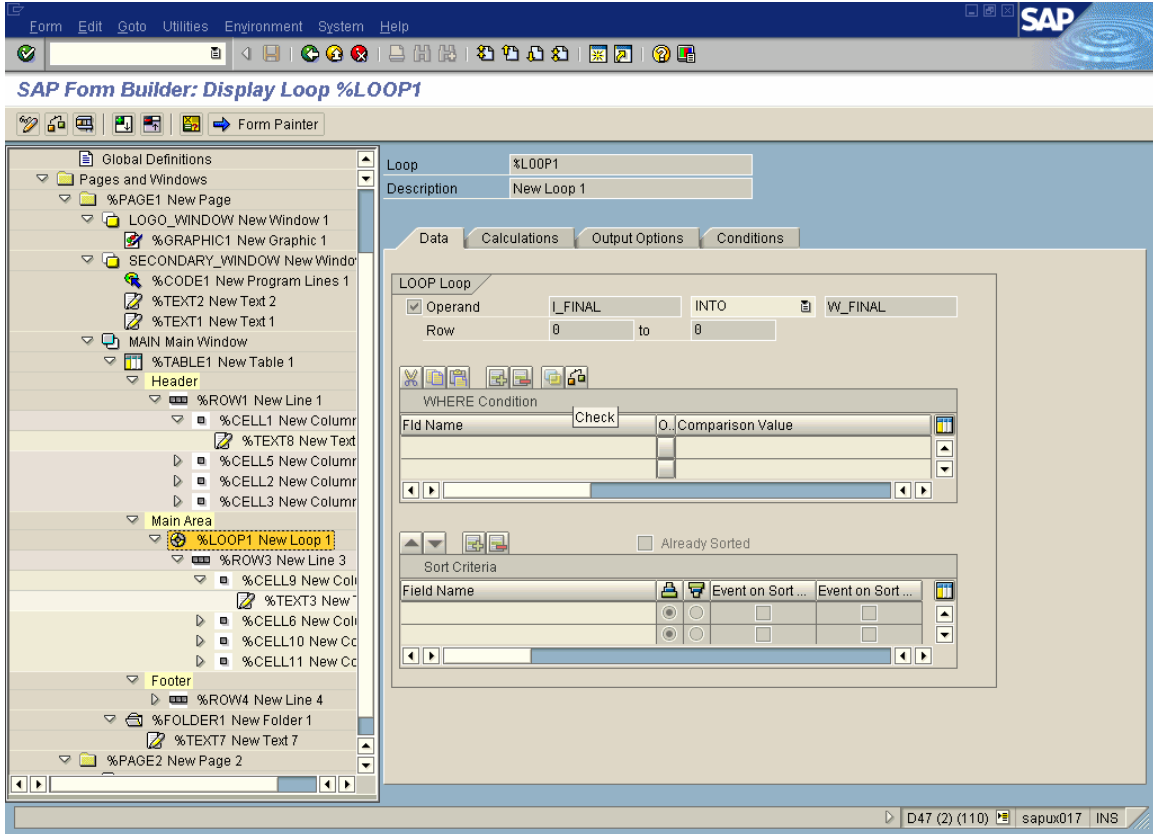 Form Edit Goto Utilities Environment System Help
SAP
SAP Form Builder: Display Loop %LOOP1
Form Painter
Global Definitions
Pages and Windows
%PAGE1 New Page
LOGO_WINDOW New Window 1
%GRAPHIC1 New Graphic 1
SECONDARY_WINDOW New Windo
%CODE1 New Program Lines 1
%TEXT2 New Text 2
%TEXT1 New Text 1
MAIN Main Window
%TABLE1 New Table 1
Header
%ROW1 New Line 1
%CELL1 New Column
%TEXT8 New Text
%CELL5 New Column
%CELL2 New Column
%CELL3 New Column
Main Area
%LOOP1 New Loop 1
%ROW3 New Line 3
%CELL9 New Col
%TEXT3 New
%CELL6 New Col
%CELL10 New Co
%CELL11 New Co
Footer
%ROW4 New Line 4
%FOLDER1 New Folder 1
%TEXT7 New Text 7
%PAGE2 New Page 2
Loop %LOOP1
Description New Loop 1
Data Calculations Output Options Conditions
LOOP Loop
Operand I_FINAL INTO W_FINAL
Row 0 to 0
WHERE Condition
Check
Fld Name O.. Comparison Value
Already Sorted
Sort Criteria
Field Name Event on Sort ... Event on Sort ...
D47 (2) (110) sapux017 INS